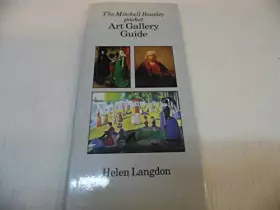 The Mitchell Beazley
pocket
Art Gallery
Guide
Helen Langdon